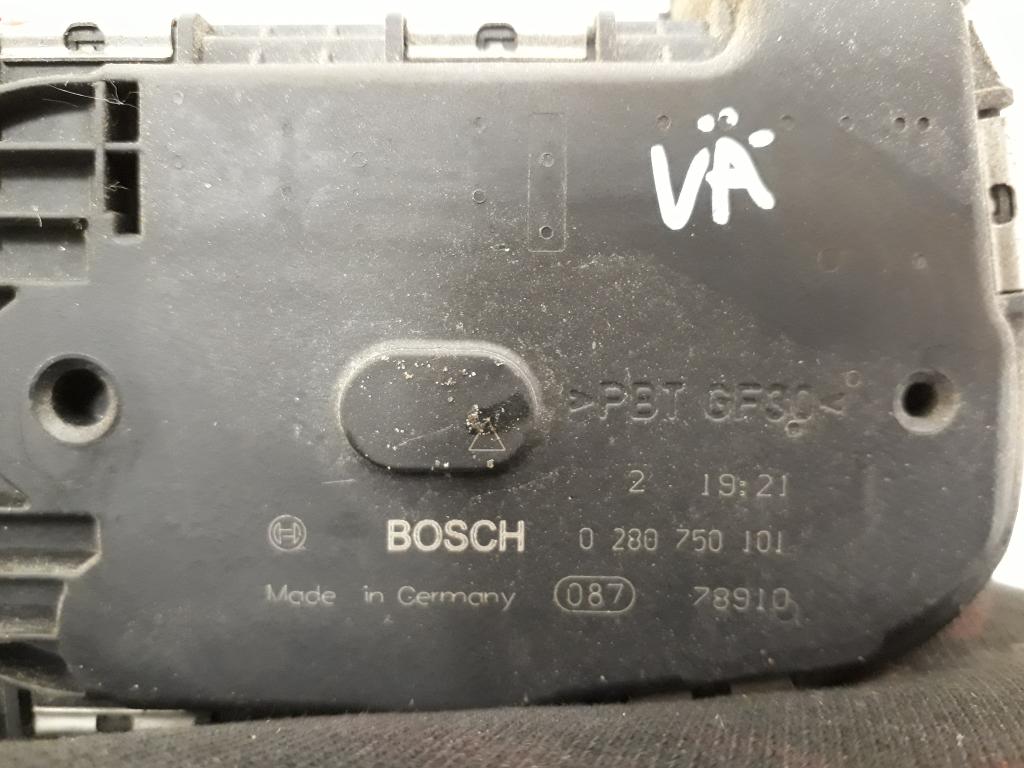 VÄ
>PBT GF30<
2 19:21
BOSCH 0 280 750 101
Made in Germany 087 78910